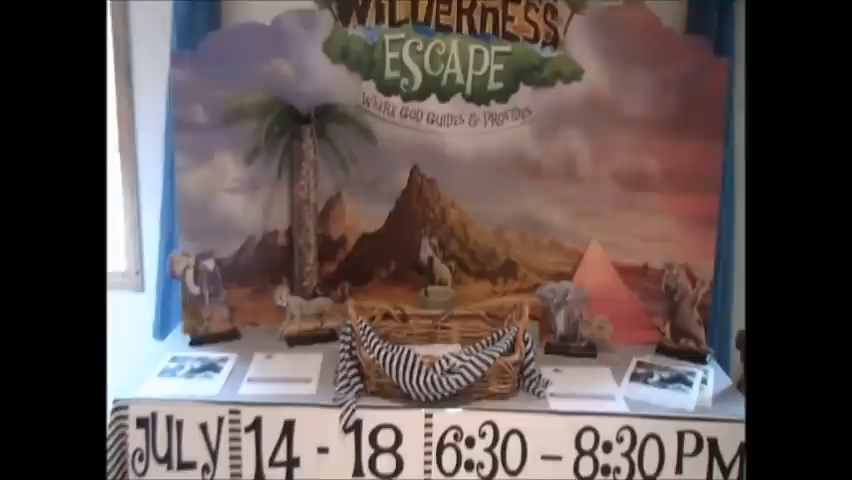 WILDERNESS
ESCAPE
WHERE GOD GUIDES & PROVIDES
JULY 14 - 18 6:30 - 8:30 PM